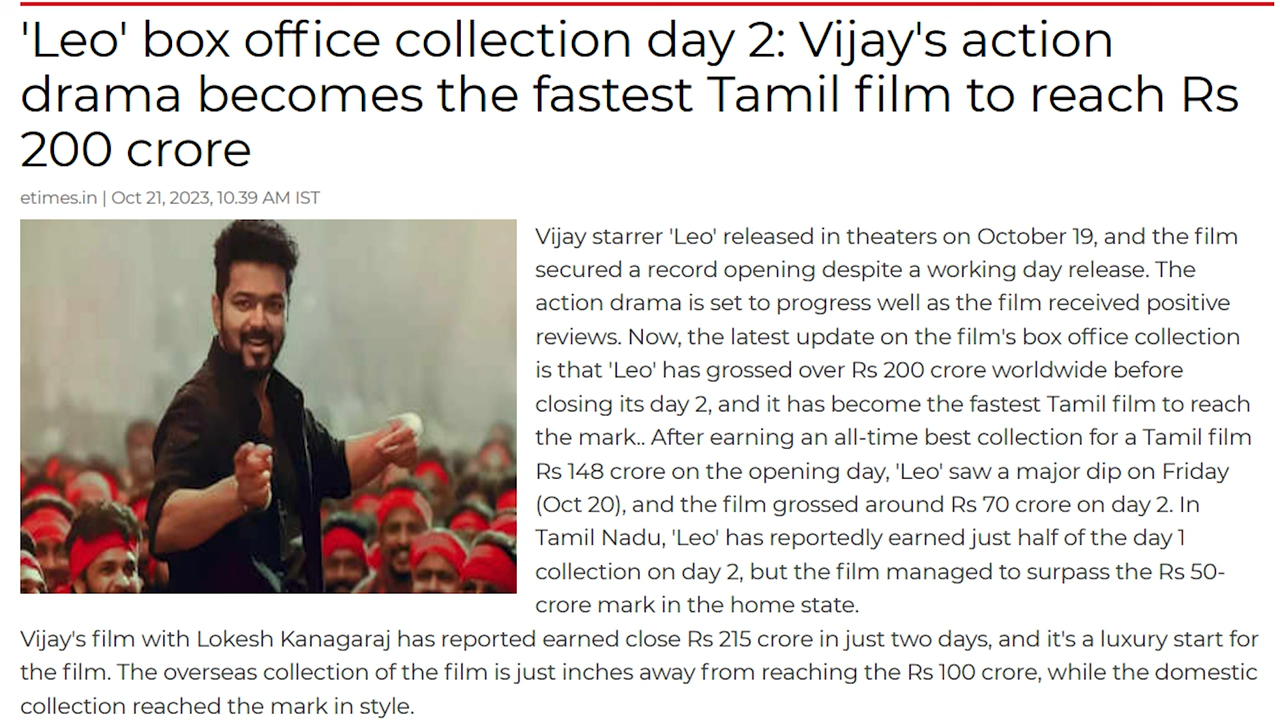 'Leo' box office collection day 2: Vijay's action
drama becomes the fastest Tamil film to reach Rs
200 crore
etimes.in | Oct 21, 2023, 10.39 AM IST
Vijay starrer 'Leo' released in theaters on October 19, and the film
secured a record opening despite a working day release. The
action drama is set to progress well as the film received positive
reviews. Now, the latest update on the film's box office collection
is that 'Leo' has grossed over Rs 200 crore worldwide before
closing its day 2, and it has become the fastest Tamil film to reach
the mark.. After earning an all-time best collection for a Tamil film
Rs 148 crore on the opening day, 'Leo' saw a major dip on Friday
(Oct 20), and the film grossed around Rs 70 crore on day 2. In
Tamil Nadu, 'Leo' has reportedly earned just half of the day 1
collection on day 2, but the film managed to surpass the Rs 50-
crore mark in the home state.
Vijay's film with Lokesh Kanagaraj has reported earned close Rs 215 crore in just two days, and it's a luxury start for
the film. The overseas collection of the film is just inches away from reaching the Rs 100 crore, while the domestic
collection reached the mark in style.